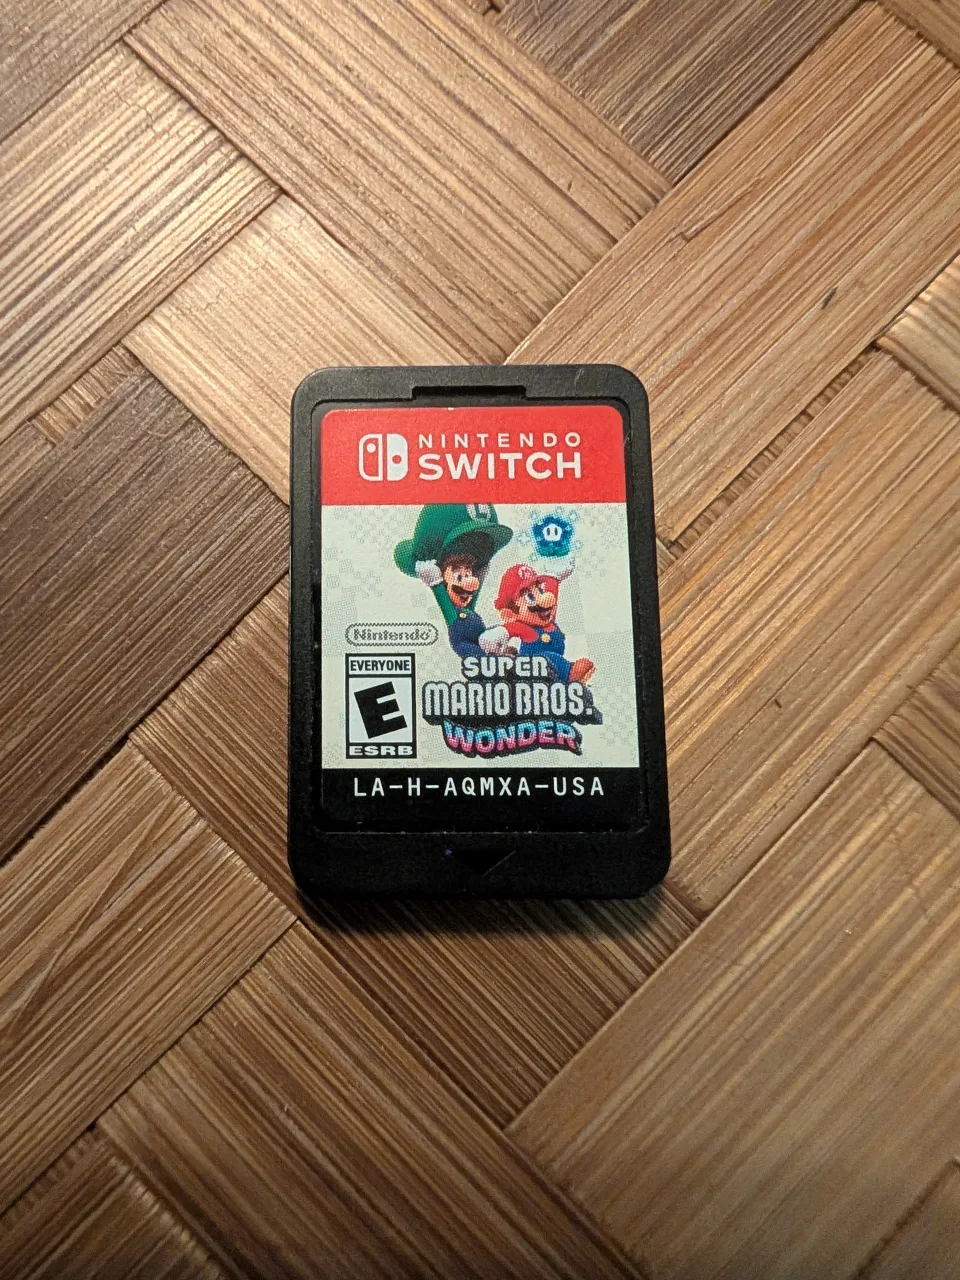 NINTENDO
SWITCH
L
M
Nintendo
EVERYONE
E
ESRB
SUPER
MARIO BROS.
WONDER
LA-H-AQMXA-USA